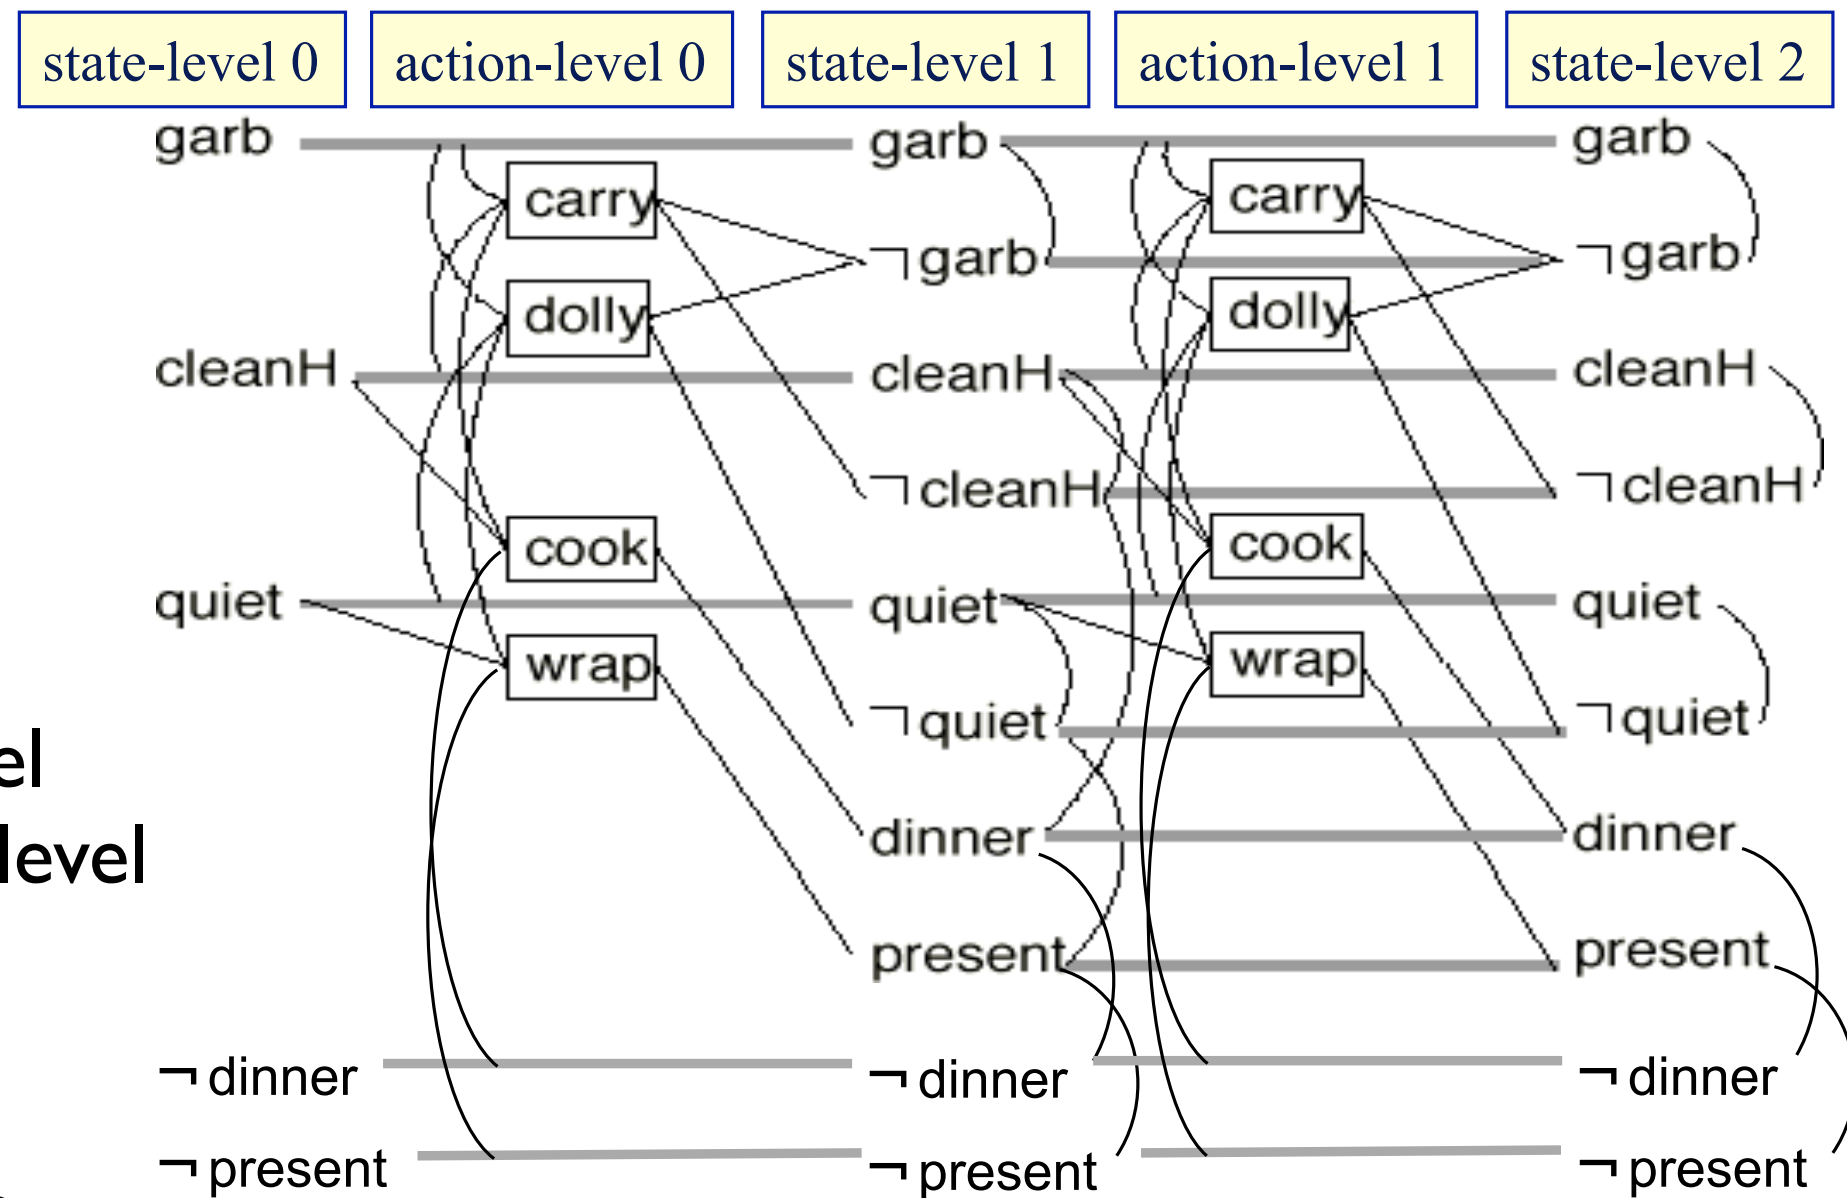 state-level 0 action-level 0 state-level 1 action-level 1 state-level 2
garb garb garb
carry carry
¬garb ¬garb
dolly dolly
cleanH cleanH cleanH
¬cleanH ¬cleanH
cook cook
quiet quiet quiet
wrap wrap
¬quiet ¬quiet
el
level
dinner dinner
present present
¬ dinner ¬ dinner ¬ dinner
¬ present ¬ present ¬ present